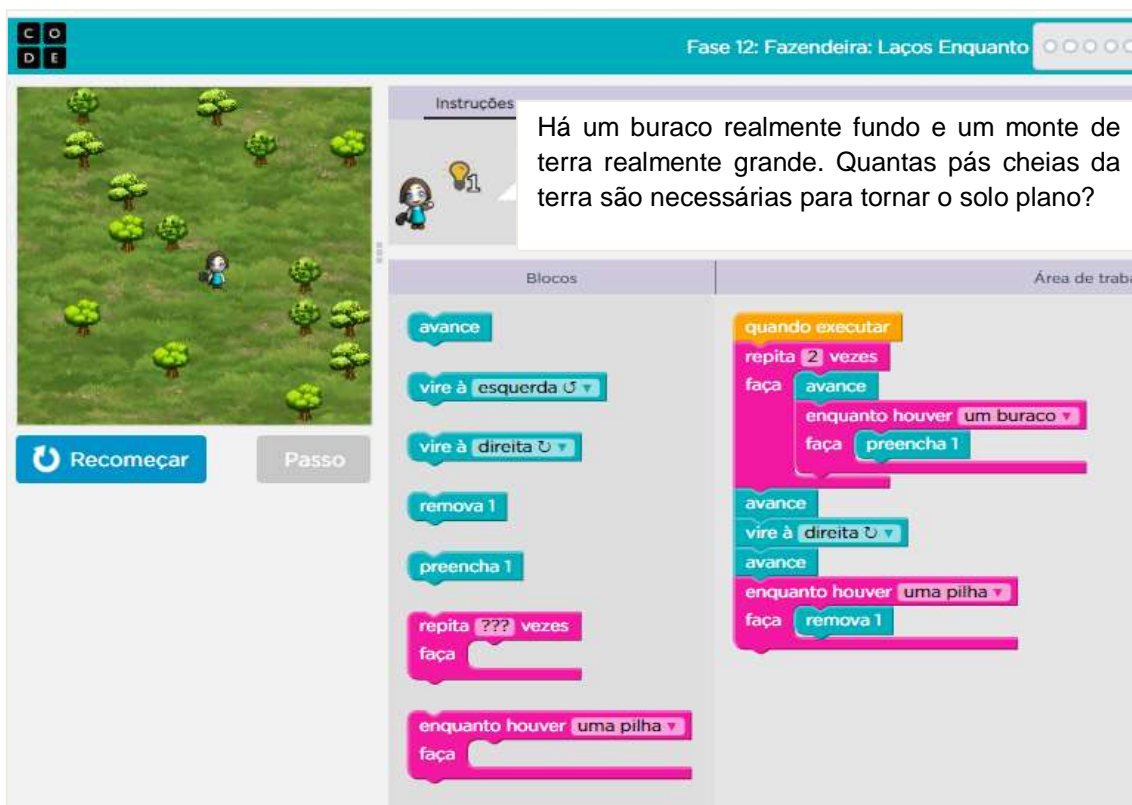 C O
D E
Fase 12: Fazendeira: Laços Enquanto
Instruções
1
Há um buraco realmente fundo e um monte de
terra realmente grande. Quantas pás cheias da
terra são necessárias para tornar o solo plano?
Recomeçar
Passo
Blocos
avance
vire à esquerda
vire à direita
remova 1
preencha 1
repita ??? vezes
faça
enquanto houver uma pilha
faça
Área de traba
quando executar
repita 2 vezes
faça avance
enquanto houver um buraco
faça preencha 1
avance
vire à direita
avance
enquanto houver uma pilha
faça remova 1